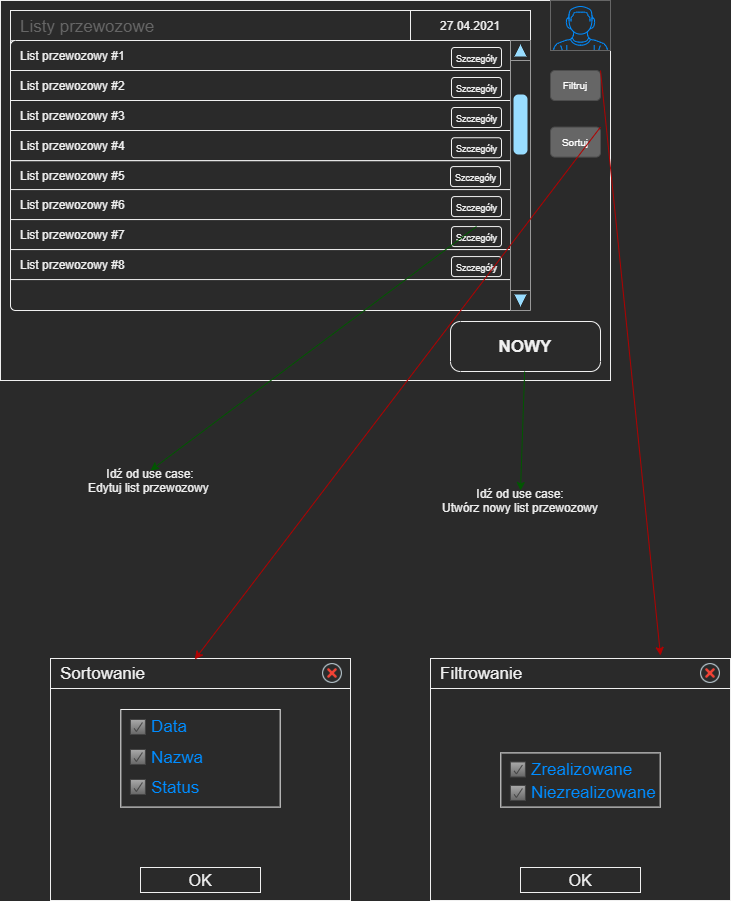 Listy przewozowe
27.04.2021
List przewozowy #1
Szczegóły
List przewozowy #2
Szczegóły
List przewozowy #3
Szczegóły
List przewozowy #4
Szczegóły
List przewozowy #5
Szczegóły
List przewozowy #6
Szczegóły
List przewozowy #7
Szczegóły
List przewozowy #8
Szczegóły
Filtruj
Sortuj
NOWY
Idź od use case:
Edytuj list przewozowy
Idź od use case:
Utwórz nowy list przewozowy
Sortowanie
Data
Nazwa
Status
OK
Filtrowanie
Zrealizowane
Niezrealizowane
OK